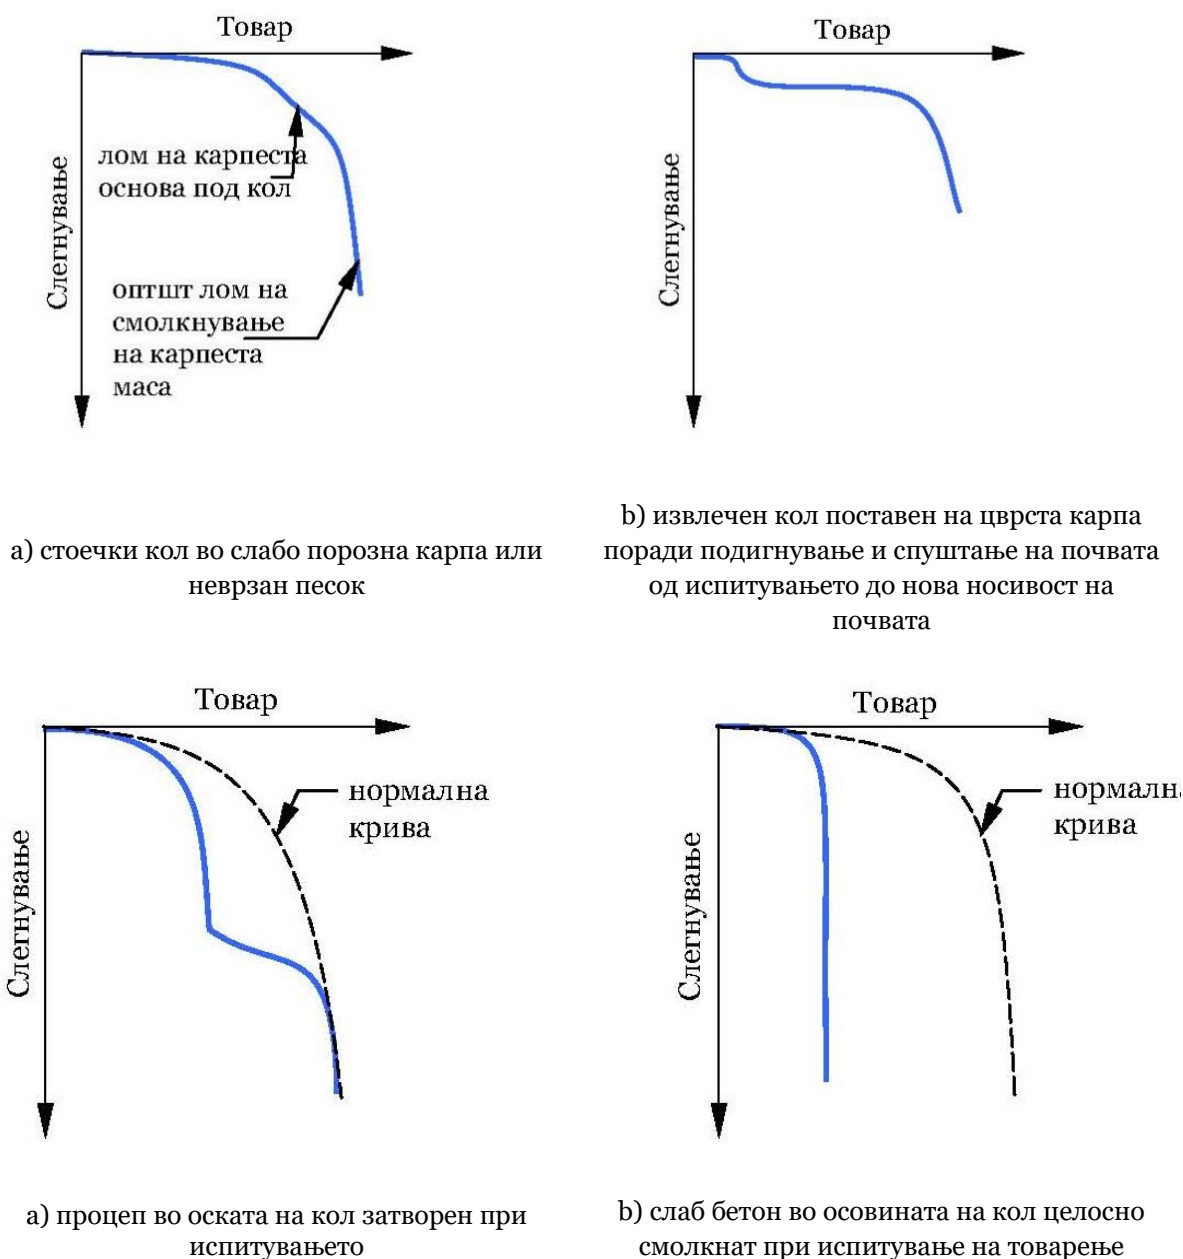 Товар
Слегнување
лом на карпеста
основа под кол
оптшт лом на
смолкнување
на карпеста
маса
a) стоечки кол во слабо порозна карпа или
неврзан песок
Товар
Слегнување
b) извлечен кол поставен на цврста карпа
поради подигнување и спуштање на почвата
од испитувањето до нова носивост на
почвата
Товар
Слегнување
нормална
крива
a) процеп во оската на кол затворен при
испитувањето
Товар
Слегнување
нормална
крива
b) слаб бетон во осовината на кол целосно
смолкнат при испитување на товарење